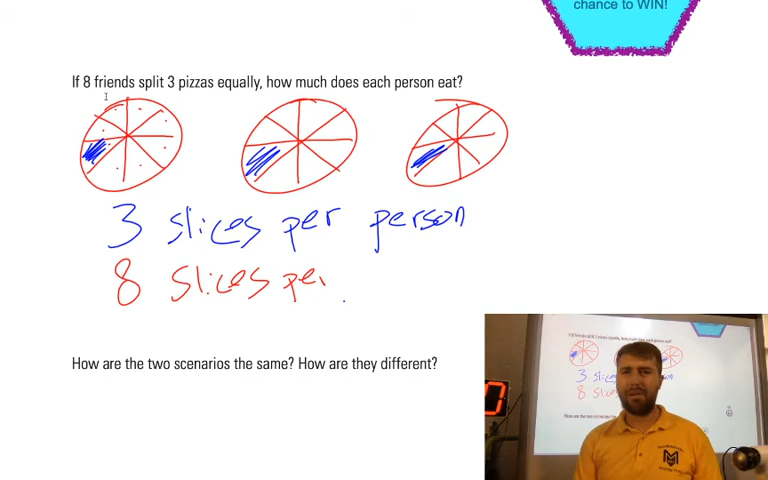 chance to WIN!
If 8 friends split 3 pizzas equally, how much does each person eat?
3 slices per person
8 slices per
How are the two scenarios the same? How are they different?